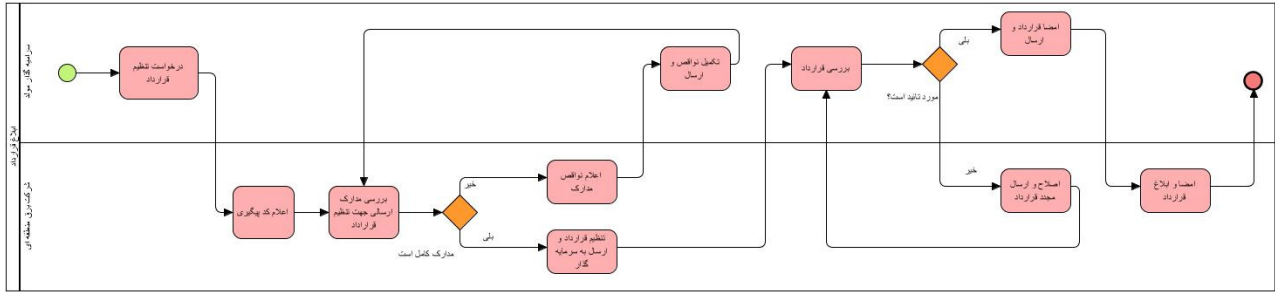 ابلاغ قرارداد
سرامیه گذار مولد
شرکت برق منطقه ای
درخواست تنظیم
قرارداد
اعلام کد پیگیری
بررسی مدارک
ارسالی جهت تنظیم
قراراداد
مدارک کامل است
خیر
بلی
اعلام نواقص
مدارک
تنظیم قرارداد و
ارسال به سرمایه
گذار
تکمیل نواقص و
ارسال
بررسی قرارداد
مورد تائید است؟
بلی
خیر
امضا قرارداد و
ارسال
اصلاح و ارسال
مجدد قرارداد
امضا و ابلاغ
قرارداد